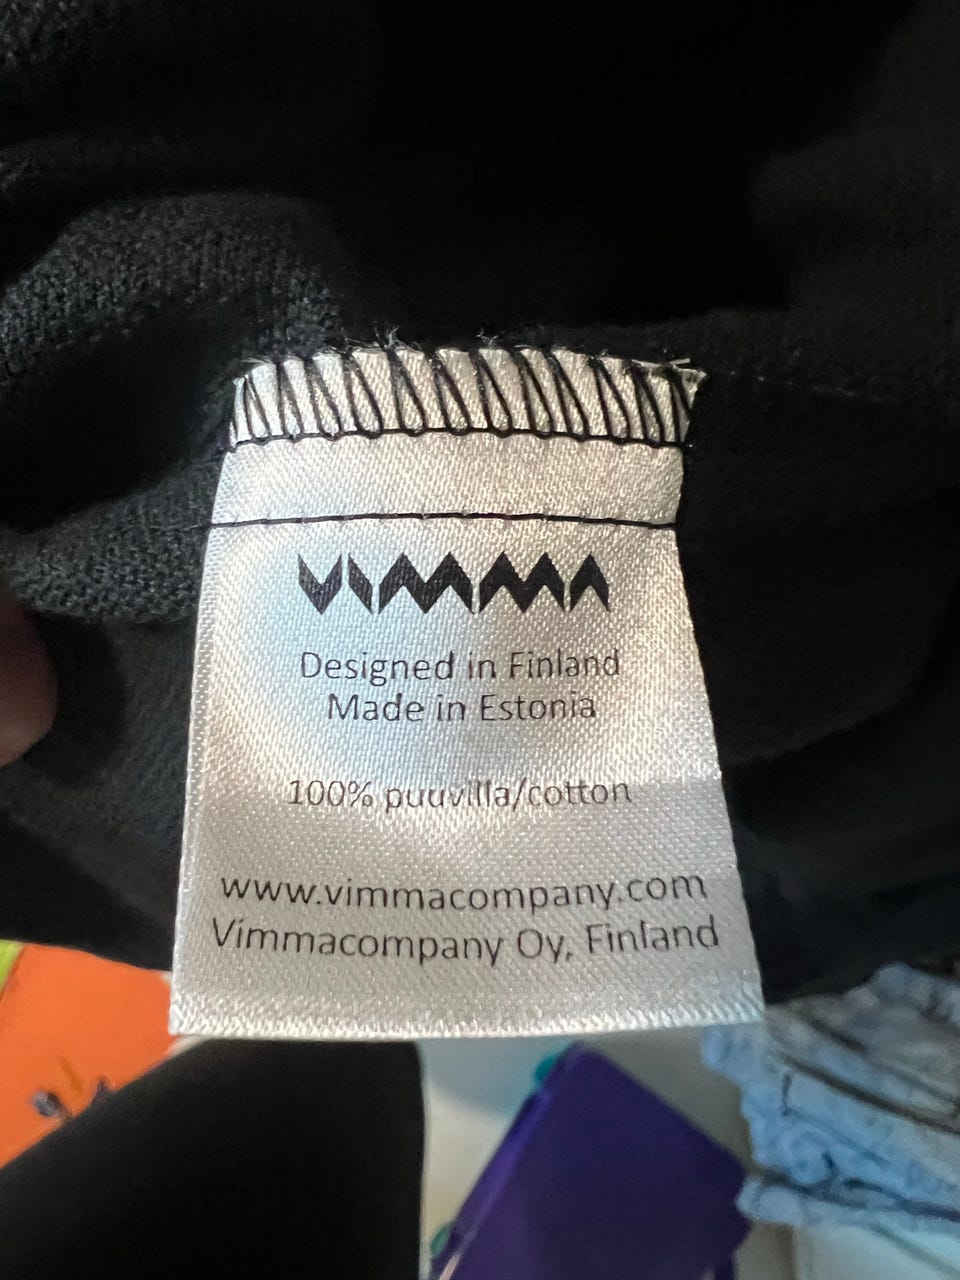 VIMMA
Designed in Finland
Made in Estonia
100% puuvilla/cotton
www.vimmacompany.com
Vimmacompany Oy, Finland